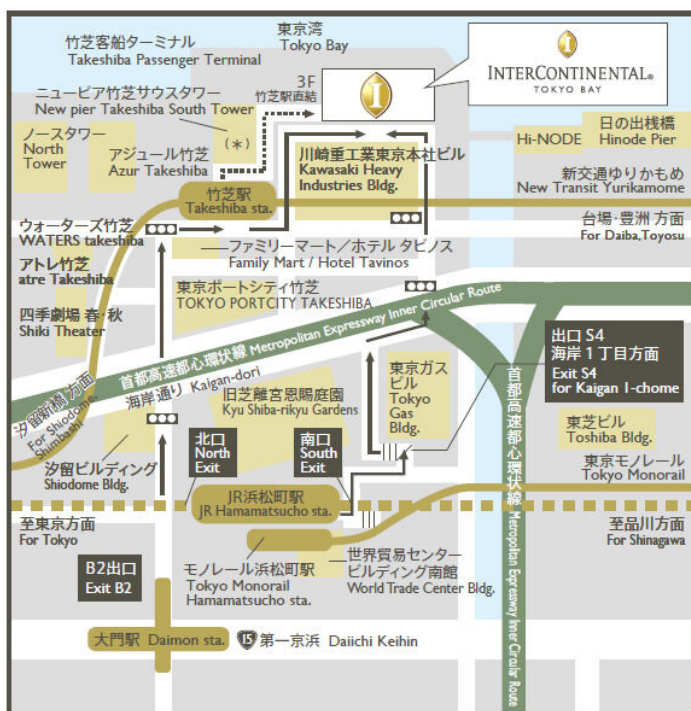 東京湾
Tokyo Bay
竹芝客船ターミナル
Takeshiba Passenger Terminal
I
INTERCONTINENTAL®
TOKYO BAY
3F
竹芝駅直結
I
ニューピア竹芝サウスタワー
New pier Takeshiba South Tower
(*)
ノースタワー
North
Tower
アジュール竹芝
Azur Takeshiba
川崎重工業東京本社ビル
Kawasaki Heavy
Industries Bldg.
Hi-NODE
日の出桟橋
Hinode Pier
新交通ゆりかもめ
New Transit Yurikamome
竹芝駅
Takeshiba sta.
台場・豊洲 方面
For Daiba,Toyosu
ウォーターズ竹芝
WATERS takeshiba
ファミリーマート／ホテル タビノス
Family Mart / Hotel Tavinos
アトレ竹芝
atre Takeshiba
東京ポートシティ竹芝
TOKYO PORTCITY TAKESHIBA
四季劇場 春・秋
Shiki Theater
首都高速都心環状線 Metropolitan Expressway Inner Circular Route
海岸通り Kaigan-dori
汐留新橋 方面
For Shiodome,
Shimbashi
出口 S4
海岸 1 丁目方面
Exit S4
for Kaigan 1-chome
東京ガス
ビル
Tokyo
Gas
Bldg.
旧芝離宮恩賜庭園
Kyu Shiba-rikyu Gardens
首都高速都心環状線 Metropolitan Expressway Inner Circular Route
東芝ビル
Toshiba Bldg.
北口
North
Exit
南口
South
Exit
汐留ビルディング
Shiodome Bldg.
東京モノレール
Tokyo Monorail
JR浜松町駅
JR Hamamatsucho sta.
至東京方面
For Tokyo
至品川方面
For Shinagawa
B2出口
Exit B2
モノレール浜松町駅
Tokyo Monorail
Hamamatsucho sta.
世界貿易センター
ビルディング南館
World Trade Center Bldg.
大門駅 Daimon sta.
15 第一京浜 Daiichi Keihin